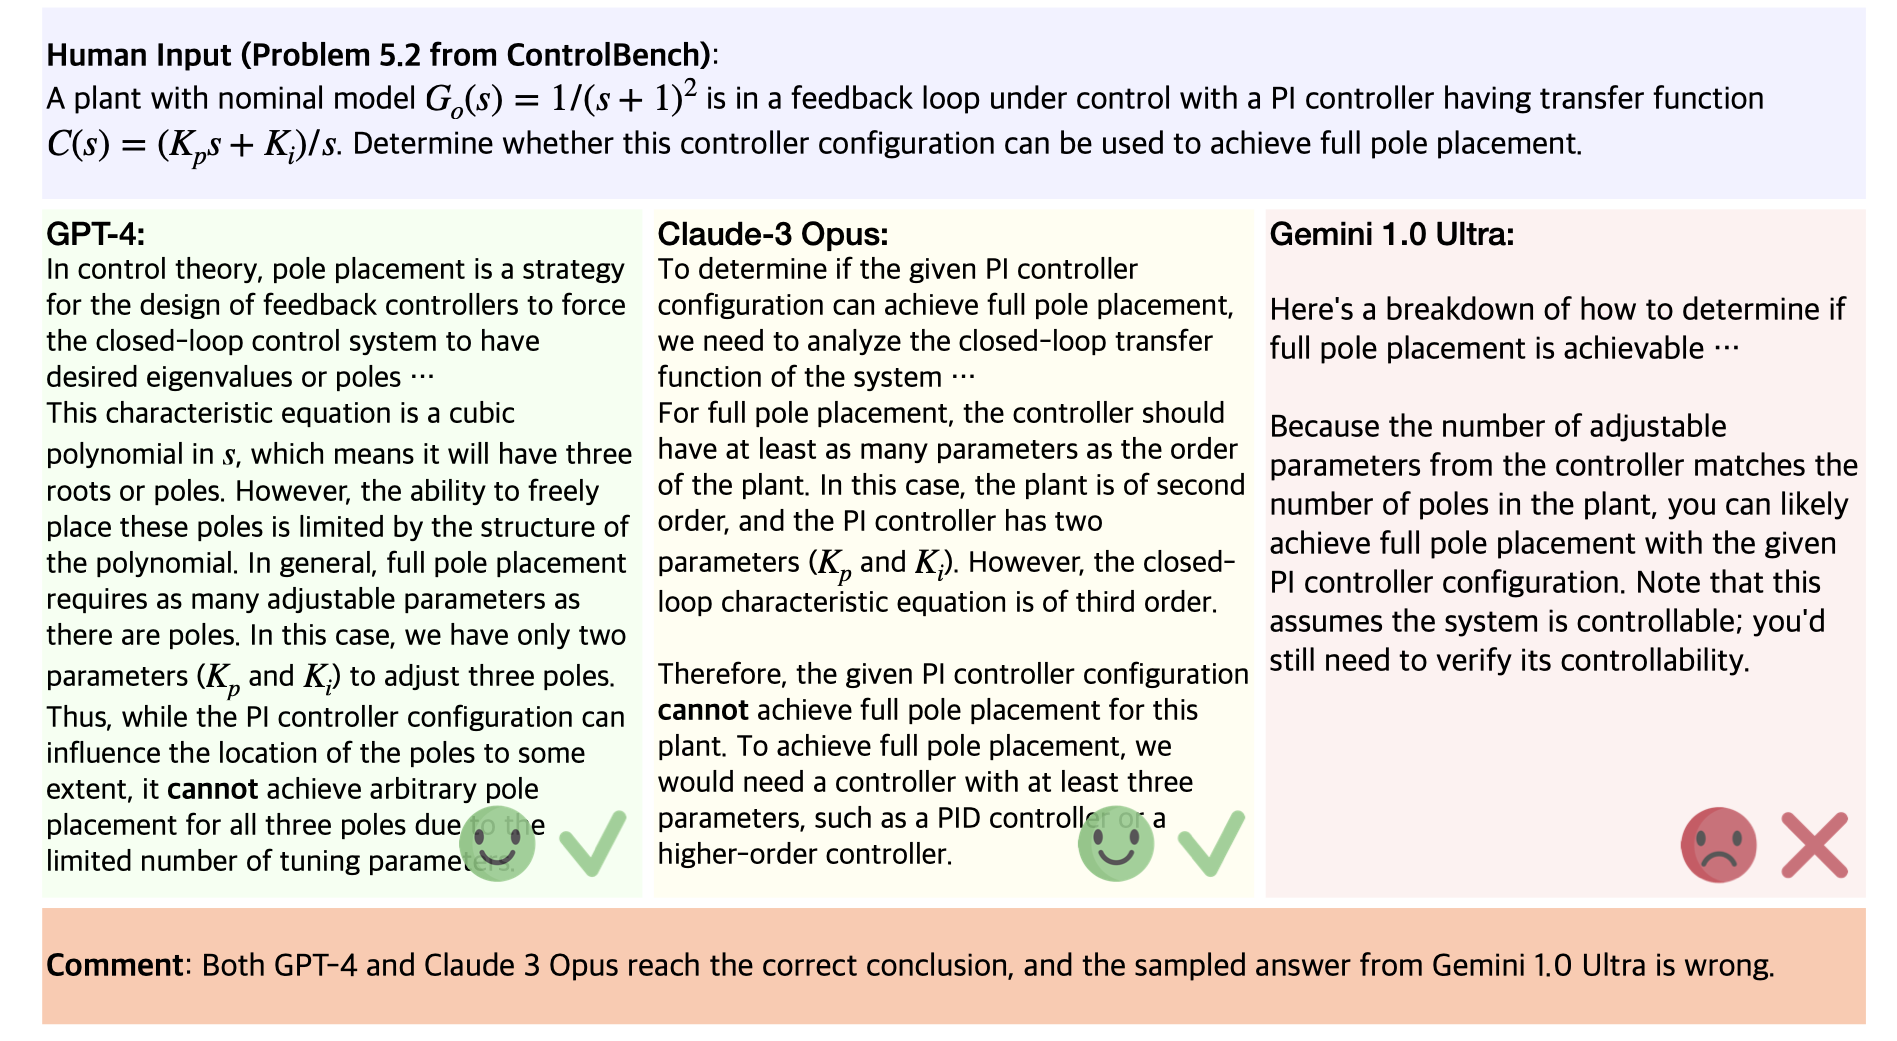 Human Input (Problem 5.2 from ControlBench):
A plant with nominal model G_o(s) = 1/(s + 1)^2 is in a feedback loop under control with a PI controller having transfer function
C(s) = (K_p s + K_i)/s. Determine whether this controller configuration can be used to achieve full pole placement.
GPT-4:
In control theory, pole placement is a strategy
for the design of feedback controllers to force
the closed-loop control system to have
desired eigenvalues or poles ⋯
This characteristic equation is a cubic
polynomial in s, which means it will have three
roots or poles. However, the ability to freely
place these poles is limited by the structure of
the polynomial. In general, full pole placement
requires as many adjustable parameters as
there are poles. In this case, we have only two
parameters (K_p and K_i) to adjust three poles.
Thus, while the PI controller configuration can
influence the location of the poles to some
extent, it cannot achieve arbitrary pole
placement for all three poles due to the
limited number of tuning parameters.
Claude-3 Opus:
To determine if the given PI controller
configuration can achieve full pole placement,
we need to analyze the closed-loop transfer
function of the system ⋯
For full pole placement, the controller should
have at least as many parameters as the order
of the plant. In this case, the plant is of second
order, and the PI controller has two
parameters (K_p and K_i). However, the closed-
loop characteristic equation is of third order.
Therefore, the given PI controller configuration
cannot achieve full pole placement for this
plant. To achieve full pole placement, we
would need a controller with at least three
parameters, such as a PID controller or a
higher-order controller.
Gemini 1.0 Ultra:
Here's a breakdown of how to determine if
full pole placement is achievable ⋯
Because the number of adjustable
parameters from the controller matches the
number of poles in the plant, you can likely
achieve full pole placement with the given
PI controller configuration. Note that this
assumes the system is controllable; you'd
still need to verify its controllability.
Comment: Both GPT-4 and Claude 3 Opus reach the correct conclusion, and the sampled answer from Gemini 1.0 Ultra is wrong.